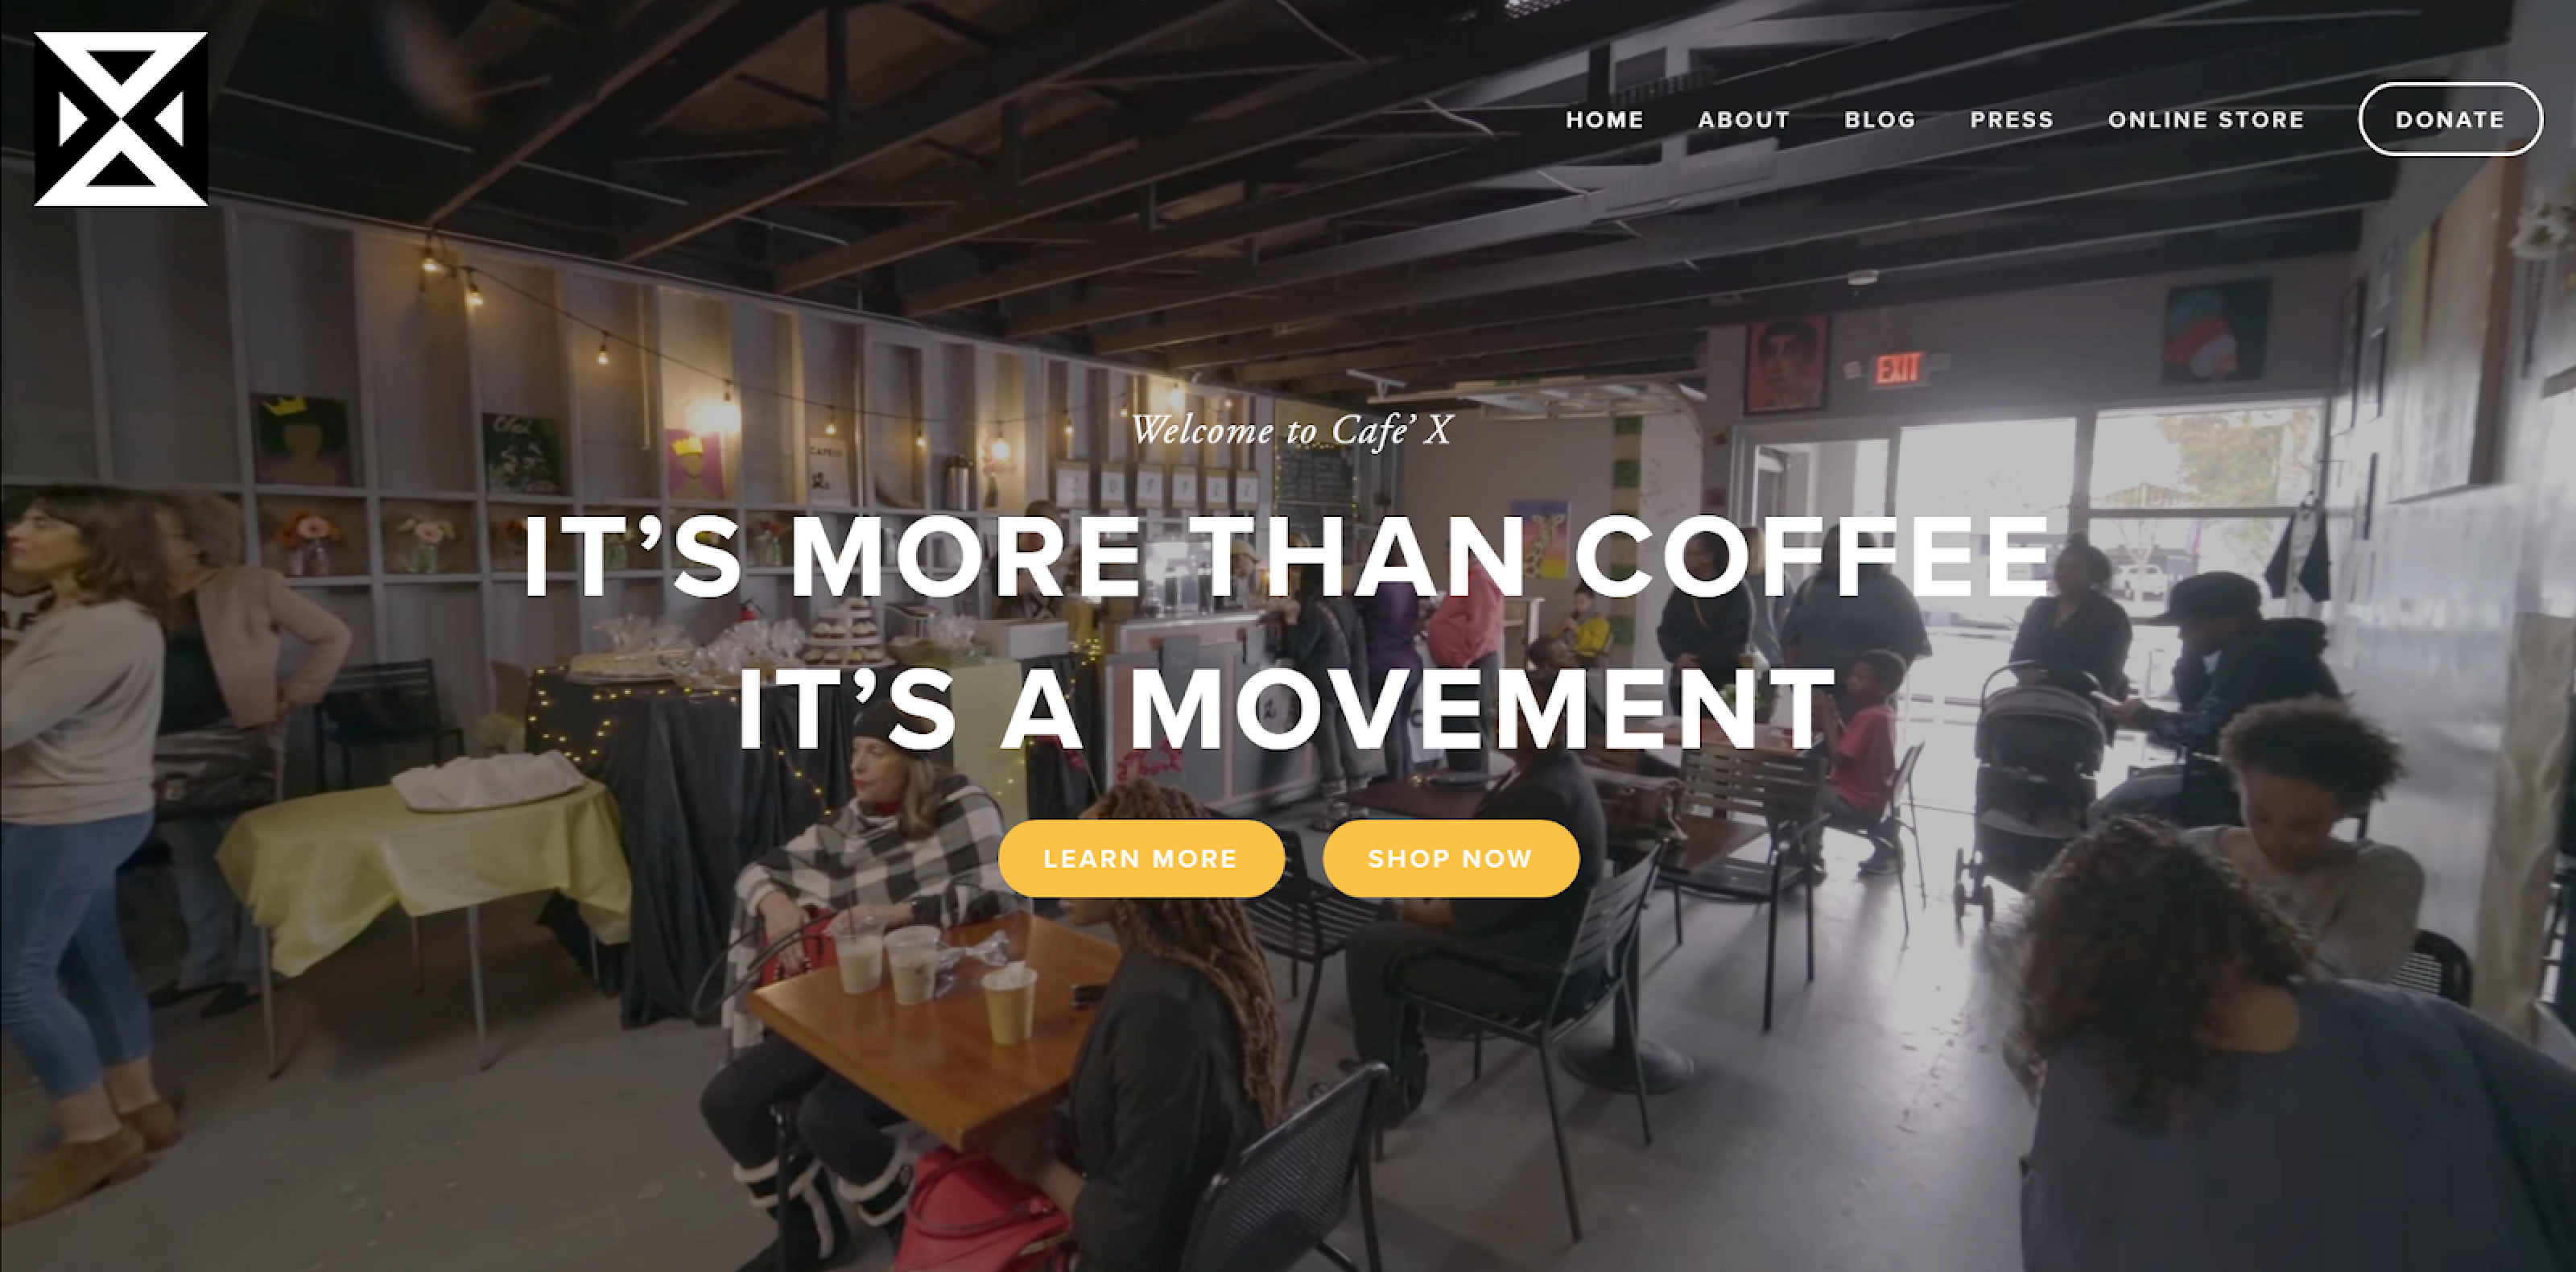 HOME ABOUT BLOG PRESS ONLINE STORE DONATE
EXIT
Welcome to Cafe’ X
IT’S MORE THAN COFFEE
IT’S A MOVEMENT
LEARN MORE SHOP NOW